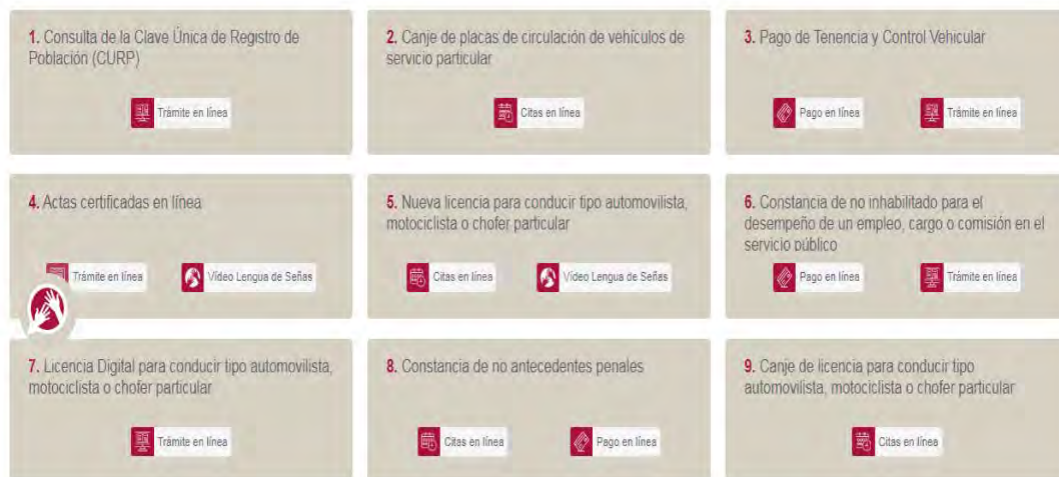 1. Consulta de la Clave Única de Registro de
Población (CURP)
Trámite en línea
2. Canje de placas de circulación de vehículos de
servicio particular
Citas en línea
3. Pago de Tenencia y Control Vehicular
Pago en línea
Trámite en línea
4. Actas certificadas en línea
Trámite en línea
Vídeo Lengua de Señas
5. Nueva licencia para conducir tipo automovilista,
motociclista o chofer particular
Citas en línea
Vídeo Lengua de Señas
6. Constancia de no inhabilitado para el
desempeño de un empleo, cargo o comisión en el
servicio público
Pago en línea
Trámite en línea
7. Licencia Digital para conducir tipo automovilista,
motociclista o chofer particular
Trámite en línea
8. Constancia de no antecedentes penales
Citas en línea
Pago en línea
9. Canje de licencia para conducir tipo
automovilista, motociclista o chofer particular
Citas en línea